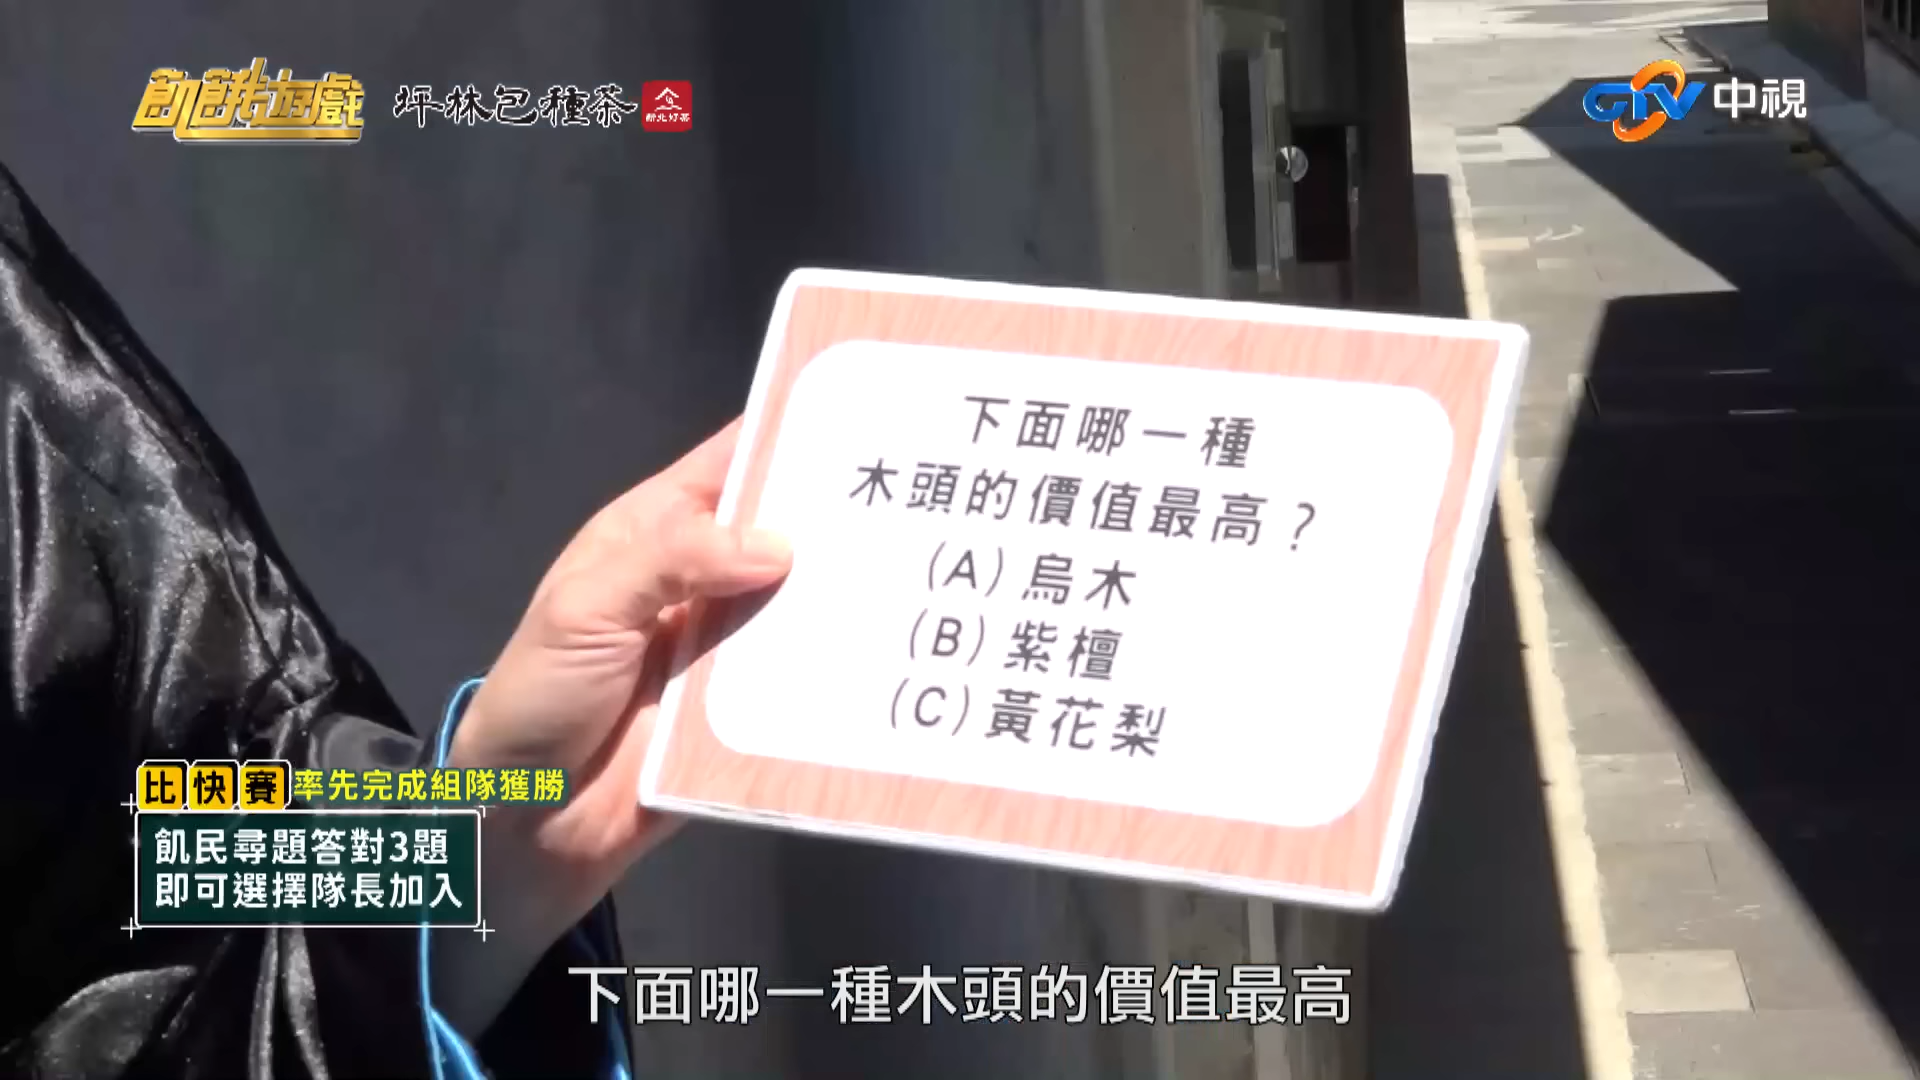 飢餓遊戲
坪林包種茶
新北好茶
CTV中視
下面哪一種
木頭的價值最高？
(A)烏木
(B)紫檀
(C)黃花梨
比快賽 率先完成組隊獲勝
飢民尋題答對3題
即可選擇隊長加入
下面哪一種木頭的價值最高